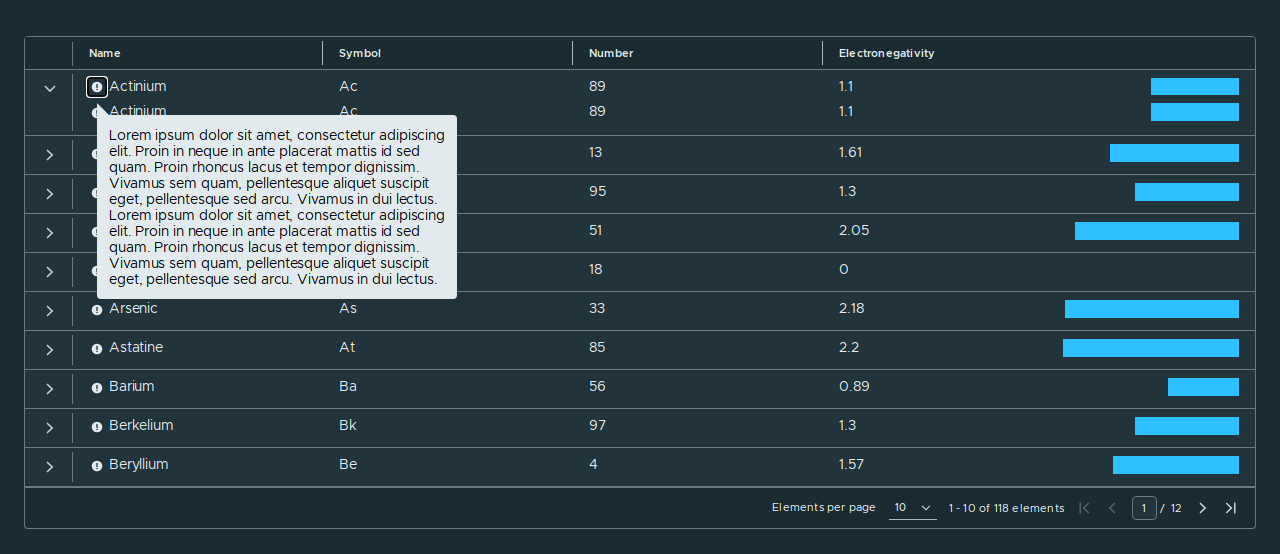 Name Symbol Number Electronegativity
Actinium Ac 89 1.1
Actinium Ac 89 1.1
Lorem ipsum dolor sit amet, consectetur adipiscing
elit. Proin in neque in ante placerat mattis id sed
quam. Proin rhoncus lacus et tempor dignissim.
Vivamus sem quam, pellentesque aliquet suscipit
eget, pellentesque sed arcu. Vivamus in dui lectus.
Lorem ipsum dolor sit amet, consectetur adipiscing
elit. Proin in neque in ante placerat mattis id sed
quam. Proin rhoncus lacus et tempor dignissim.
Vivamus sem quam, pellentesque aliquet suscipit
eget, pellentesque sed arcu. Vivamus in dui lectus.
13 1.61
95 1.3
51 2.05
18 0
Arsenic As 33 2.18
Astatine At 85 2.2
Barium Ba 56 0.89
Berkelium Bk 97 1.3
Beryllium Be 4 1.57
Elements per page 10 1 - 10 of 118 elements 1 / 12